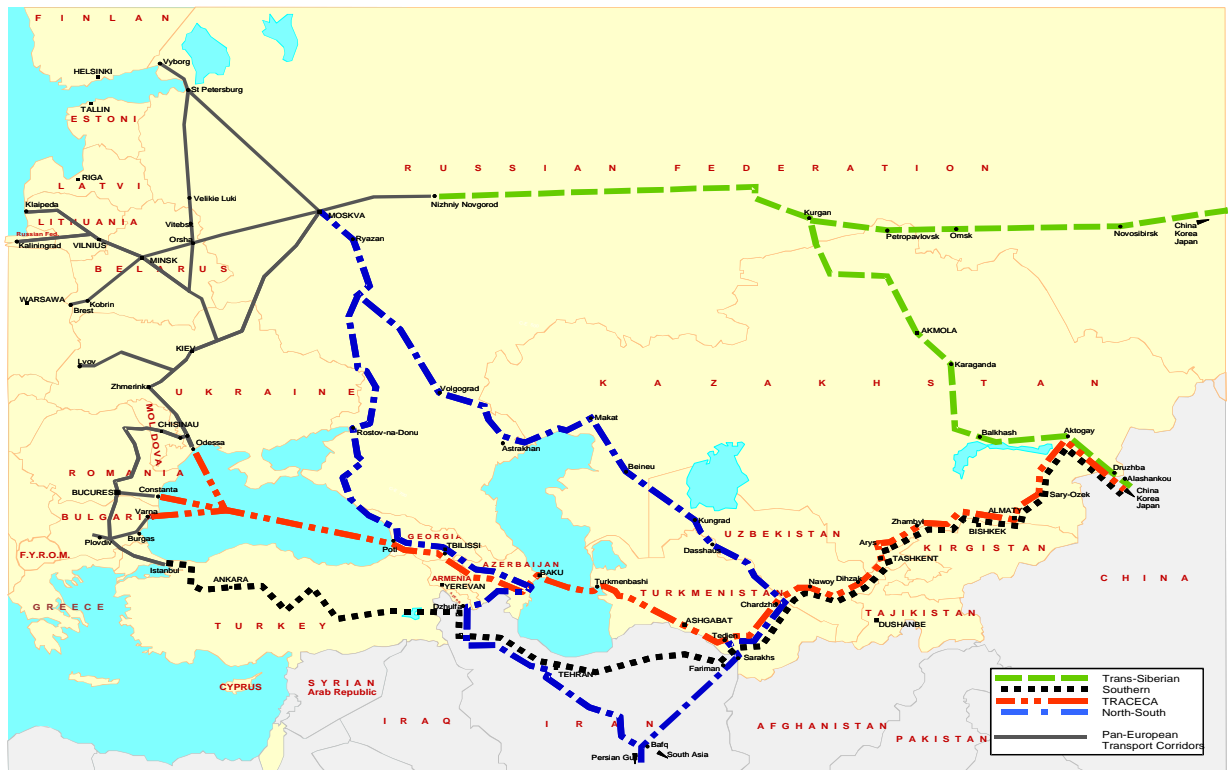 FINLAN
Vyborg
HELSINKI
St Petersburg
TALLIN
ESTONI
RUSSIAN FEDERATION
RIGA
LATVI
Velikie Luki
Nizhniy Novgorod
Klaipeda
MOSKVA
Kurgan
LITHUANIA
Vitebsk
Russian Fed.
Orsha
Ryazan
Petropavlovsk
Omsk
Novosibirsk
China
Korea
Japan
Kaliningrad
VILNIUS
MINSK
BELARUS
WARSAWA
Kobrin
Brest
AKMOLA
KIEV
Lvov
Karaganda
Zhmerinka
UKRAINE
Volgograd
KAZAKHSTAN
MOLDOVA
Makat
CHISINAU
Rostov-na-Donu
Odessa
Astrakhan
Balkhash
Aktogay
Beineu
Druzhba
Alashankou
ROMANIA
BUCURESI
Constanta
Sary-Ozek
China
Korea
Japan
BULGARI
Varna
Kungrad
Zhambyl
ALMATY
BISHKEK
Plovdiv
Burgas
GEORGIA
Poti
TBILISSI
Dasshaus
UZBEKISTAN
Arys
KIRGISTAN
F.Y.R.O.M.
TASHKENT
Istanbul
AZERBAIJAN
BAKU
ANKARA
ARMENIA
YEREVAN
Turkmenbashi
TURKMENISTAN
Nawoy
Dihzak
CHINA
GREECE
Dzhulfa
Chardzhu
TAJIKISTAN
DUSHANBE
TURKEY
ASHGABAT
Tedjen
Sarakhs
Fariman
TEHRAN
CYPRUS
SYRIAN
Arab Republic
IRAQ
IRAN
AFGHANISTAN
PAKISTAN
Bafq
South Asia
Persian Gulf
Trans-Siberian
Southern
TRACECA
North-South
Pan-European
Transport Corridors